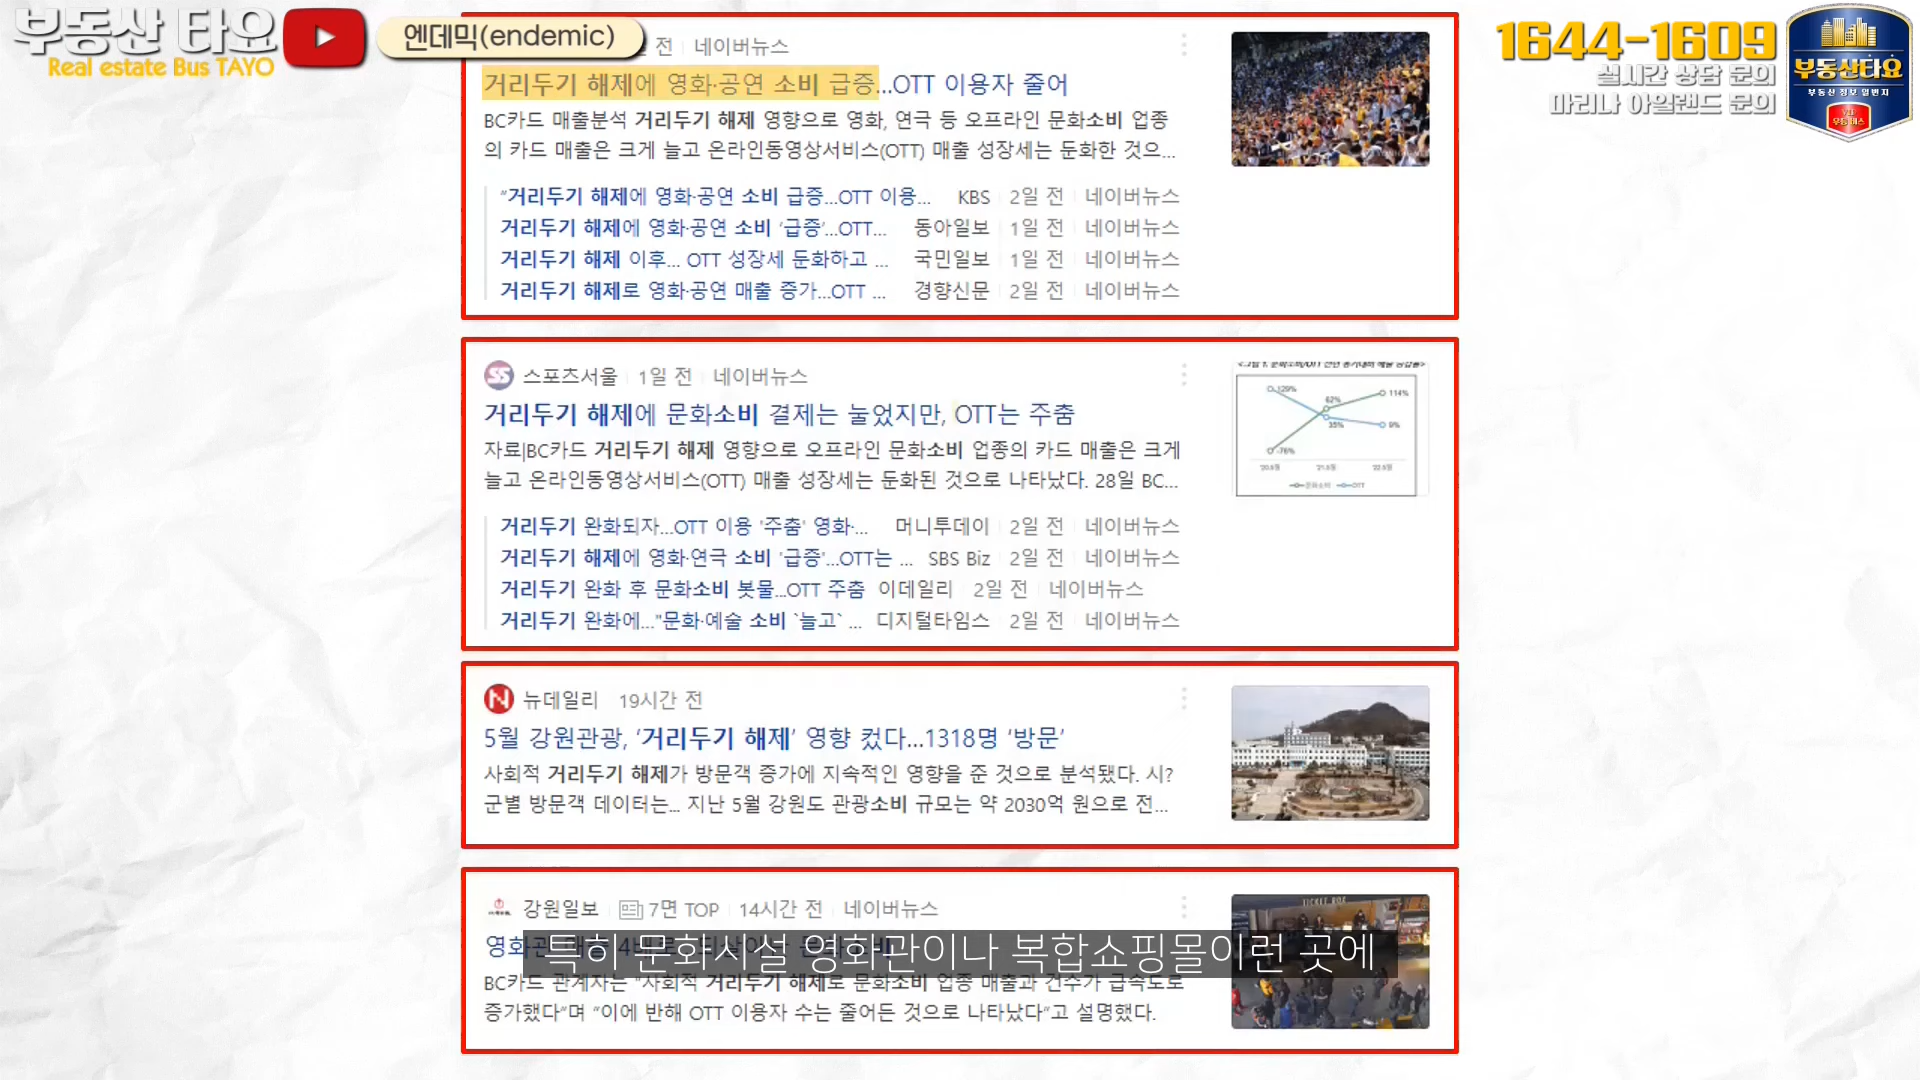 부동산 타요
Real estate Bus TAYO
엔데믹(endemic)
1644-1609
실시간 상담 문의
마리나 아일랜드 문의
부동산타요
부동산 정보 일번지
전 네이버뉴스
거리두기 해제에 영화·공연 소비 급증...OTT 이용자 줄어
BC카드 매출분석 거리두기 해제 영향으로 영화, 연극 등 오프라인 문화소비 업종
의 카드 매출은 크게 늘고 온라인동영상서비스(OTT) 매출 성장세는 둔화한 것으...
“거리두기 해제에 영화·공연 소비 급증...OTT 이용... KBS 2일 전 네이버뉴스
거리두기 해제에 영화·공연 소비 '급증'...OTT... 동아일보 1일 전 네이버뉴스
거리두기 해제 이후... OTT 성장세 둔화하고 ... 국민일보 1일 전 네이버뉴스
거리두기 해제로 영화·공연 매출 증가...OTT ... 경향신문 2일 전 네이버뉴스
SS 스포츠서울 1일 전 네이버뉴스
거리두기 해제에 문화소비 결제는 눌었지만, OTT는 주춤
자료|BC카드 거리두기 해제 영향으로 오프라인 문화소비 업종의 카드 매출은 크게
늘고 온라인동영상서비스(OTT) 매출 성장세는 둔화된 것으로 나타났다. 28일 BC...
129%
62%
114%
35%
9%
-76%
문화소비 OTT
거리두기 완화되자...OTT 이용 '주춤' 영화·... 머니투데이 2일 전 네이버뉴스
거리두기 해제에 영화·연극 소비 '급증'...OTT는 ... SBS Biz 2일 전 네이버뉴스
거리두기 완화 후 문화소비 봇물...OTT 주춤 이데일리 2일 전 네이버뉴스
거리두기 완화에..."문화·예술 소비 `늘고` ... 디지털타임스 2일 전 네이버뉴스
N 뉴데일리 19시간 전
5월 강원관광, ‘거리두기 해제’ 영향 컸다...1318명 ‘방문’
사회적 거리두기 해제가 방문객 증가에 지속적인 영향을 준 것으로 분석됐다. 시?
군별 방문객 데이터는... 지난 5월 강원도 관광소비 규모는 약 2030억 원으로 전...
강원일보 7면 TOP 14시간 전 네이버뉴스
TICKET BOX
특히 문화시설 영화관이나 복합쇼핑몰이런 곳에
BC카드 관계자는 “사회적 거리두기 해제로 문화소비 업종 매출과 건수가 급속도로
증가했다”며 “이에 반해 OTT 이용자 수는 줄어든 것으로 나타났다”고 설명했다.